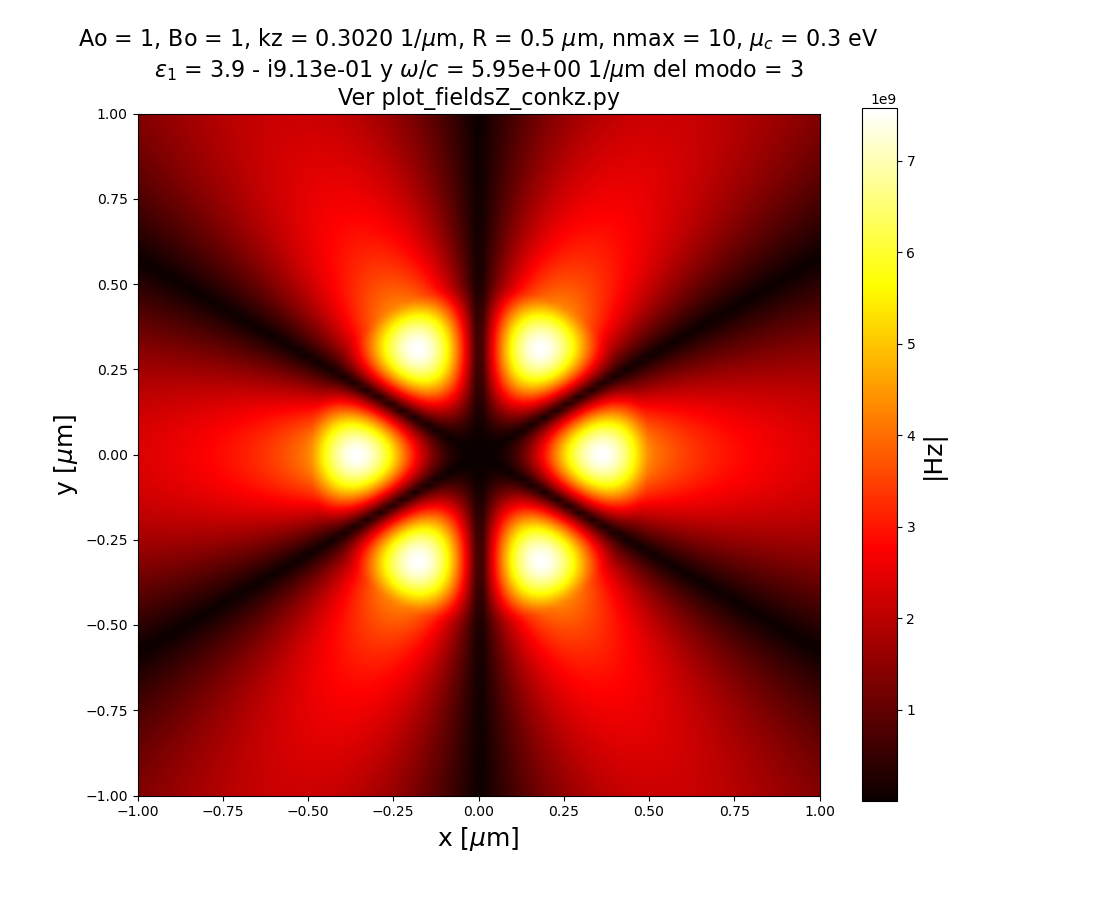 Ao = 1, Bo = 1, kz = 0.3020 1/μm, R = 0.5 μm, nmax = 10, μc = 0.3 eV
ε1 = 3.9 - i9.13e-01 y ω/c = 5.95e+00 1/μm del modo = 3
Ver plot_fieldsZ_conkz.py
1e9
1.00
0.75
0.50
0.25
0.00
−0.25
−0.50
−0.75
−1.00
y [μm]
−1.00 −0.75 −0.50 −0.25 0.00 0.25 0.50 0.75 1.00
x [μm]
7
6
5
4
3
2
1
|Hz|